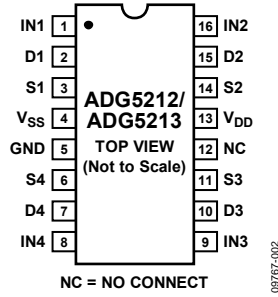 IN1 1 16 IN2
D1 2 15 D2
S1 3 14 S2
VSS 4 13 VDD
GND 5 12 NC
S4 6 11 S3
D4 7 10 D3
IN4 8 9 IN3
ADG5212/
ADG5213
TOP VIEW
(Not to Scale)
NC = NO CONNECT
09767-002